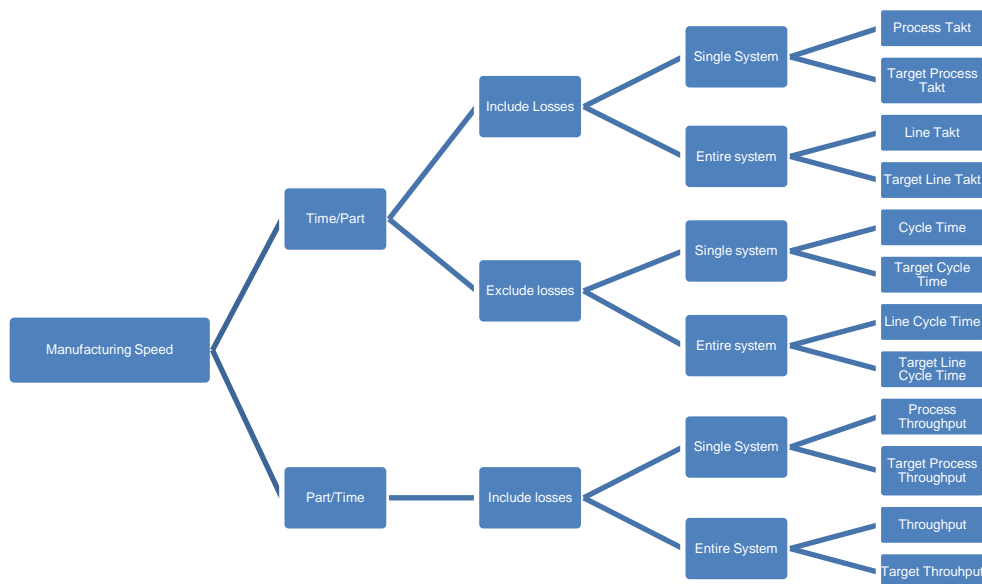 Manufacturing Speed
Time/Part
Part/Time
Include Losses
Exclude losses
Include losses
Single System
Entire system
Single system
Entire system
Single System
Entire System
Process Takt
Target Process
Takt
Line Takt
Target Line Takt
Cycle Time
Target Cycle
Time
Line Cycle Time
Target Line
Cycle Time
Process
Throughput
Target Process
Throughput
Throughput
Target Throuhput